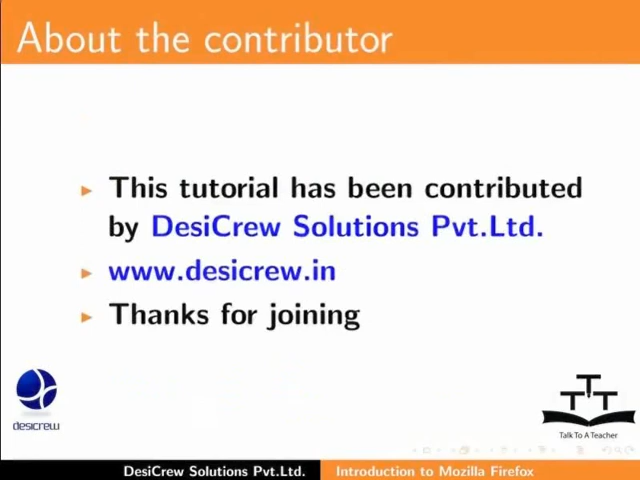 About the contributor
This tutorial has been contributed
by DesiCrew Solutions Pvt.Ltd.
www.desicrew.in
Thanks for joining
desicrew
TTT
Talk To A Teacher
DesiCrew Solutions Pvt.Ltd. Introduction to Mozilla Firefox